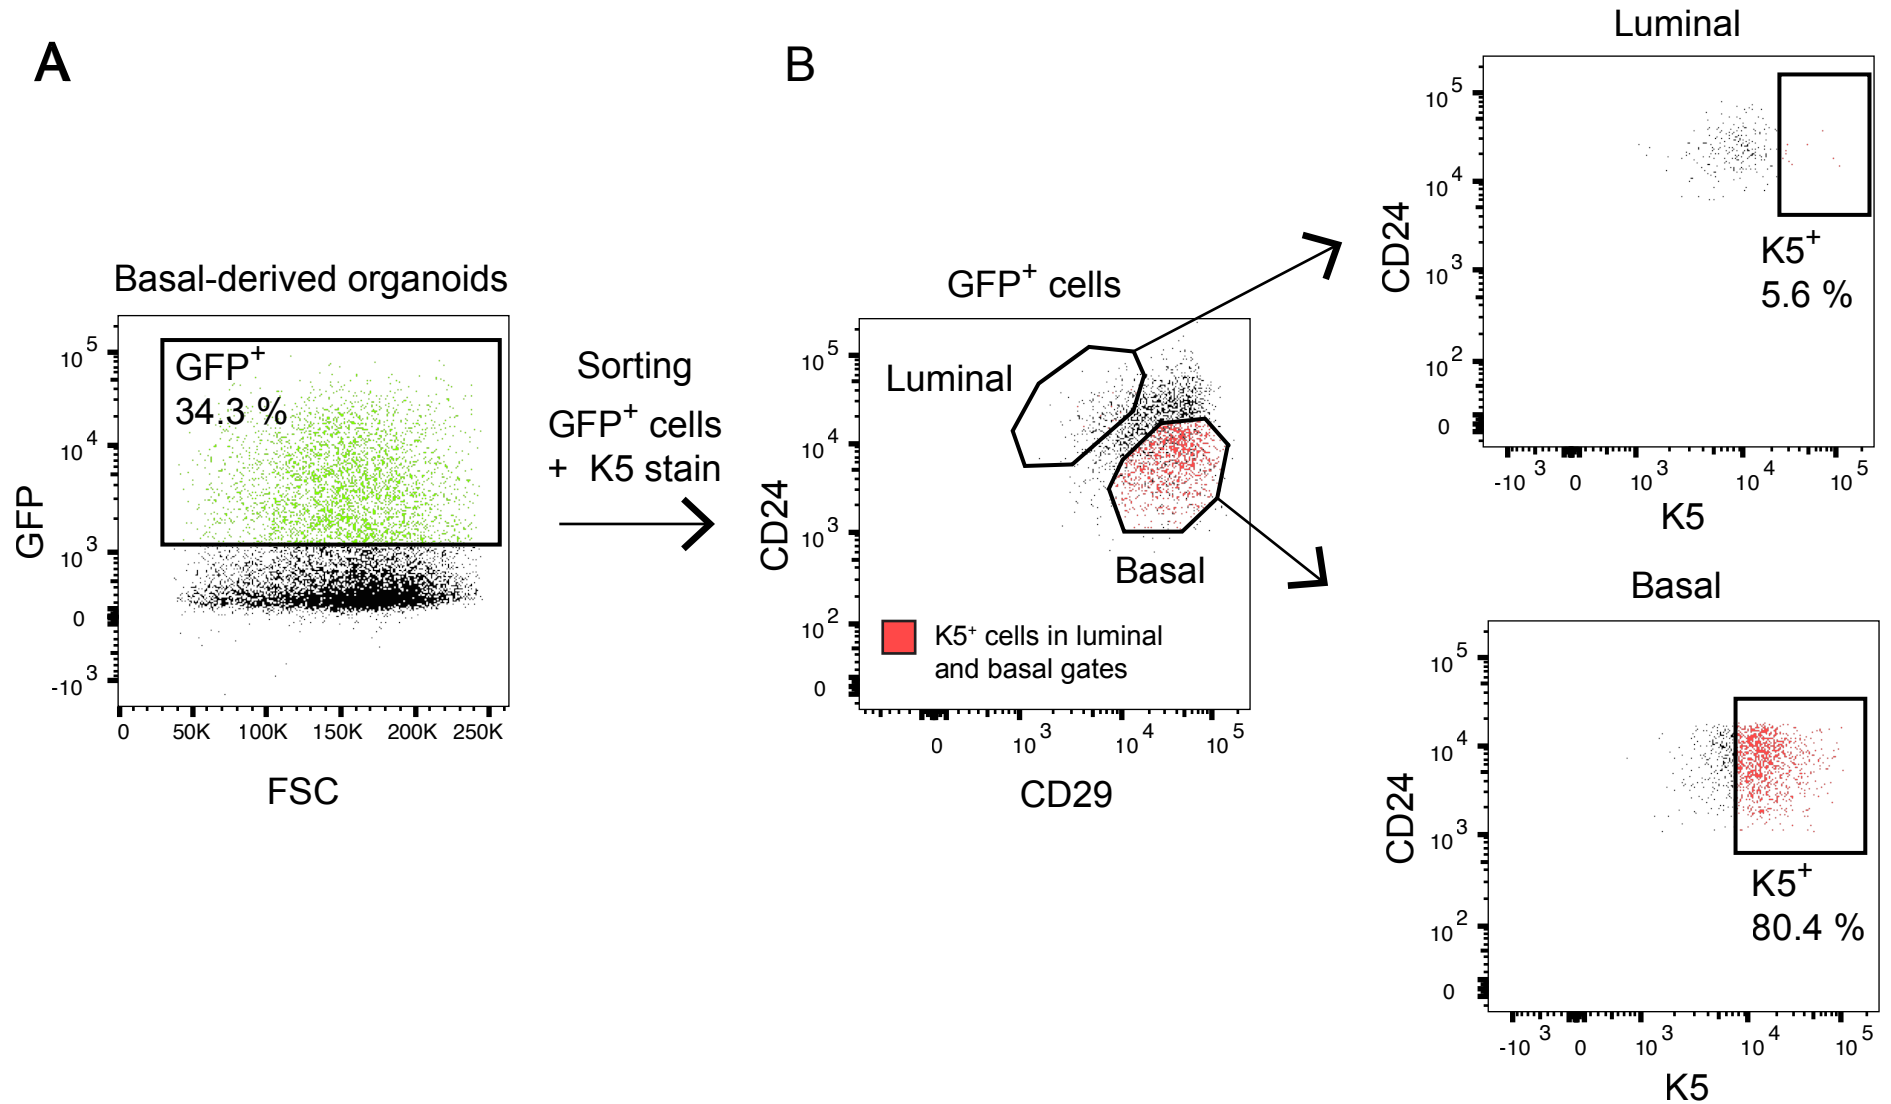 A
Basal-derived organoids
GFP+
34.3 %
10 5
10 4
10 3
0
-10 3
GFP
0 50K 100K 150K 200K 250K
FSC
Sorting
GFP+ cells
+ K5 stain
B
GFP+ cells
Luminal
Basal
K5+ cells in luminal
and basal gates
10 5
10 4
10 3
10 2
0
CD24
0 10 3 10 4 10 5
CD29
Luminal
10 5
10 4
10 3
10 2
0
CD24
K5+
5.6 %
-10 3 0 10 3 10 4 10 5
K5
Basal
10 5
10 4
10 3
10 2
0
CD24
K5+
80.4 %
-10 3 0 10 3 10 4 10 5
K5